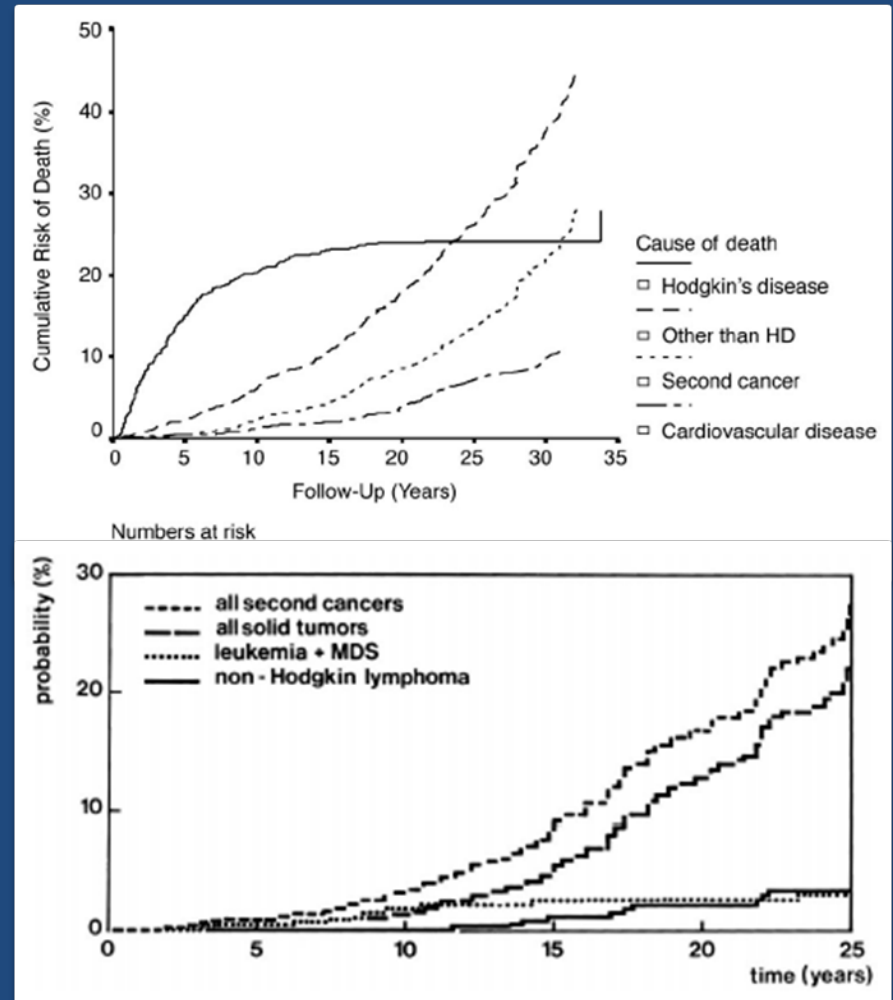 50
40
30
20
10
0
Cumulative Risk of Death (%)
0 5 10 15 20 25 30 35
Follow-Up (Years)
Cause of death
Hodgkin's disease
Other than HD
Second cancer
Cardiovascular disease
Numbers at risk
probability (%)
30
20
10
0
all second cancers
all solid tumors
leukemia + MDS
non - Hodgkin lymphoma
0 5 10 15 20 25
time (years)